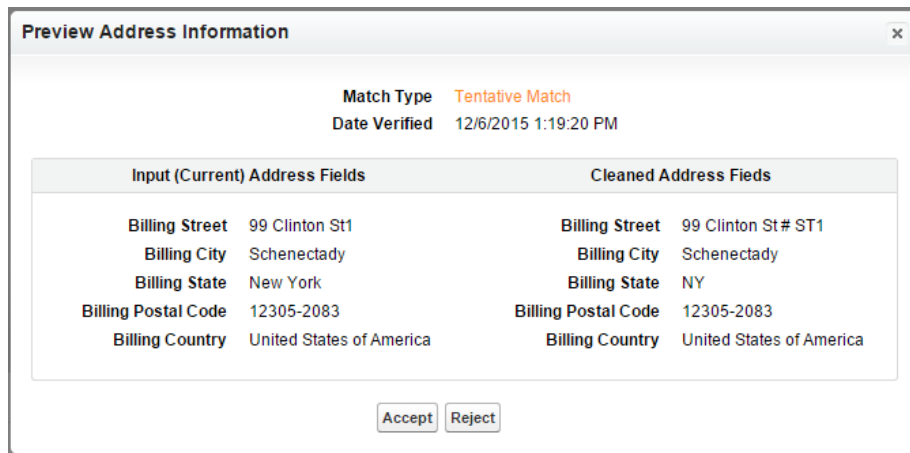 Preview Address Information
×
Match Type Tentative Match
Date Verified 12/6/2015 1:19:20 PM
Input (Current) Address Fields Cleaned Address Fieds
Billing Street 99 Clinton St1 Billing Street 99 Clinton St # ST1
Billing City Schenectady Billing City Schenectady
Billing State New York Billing State NY
Billing Postal Code 12305-2083 Billing Postal Code 12305-2083
Billing Country United States of America Billing Country United States of America
Accept Reject